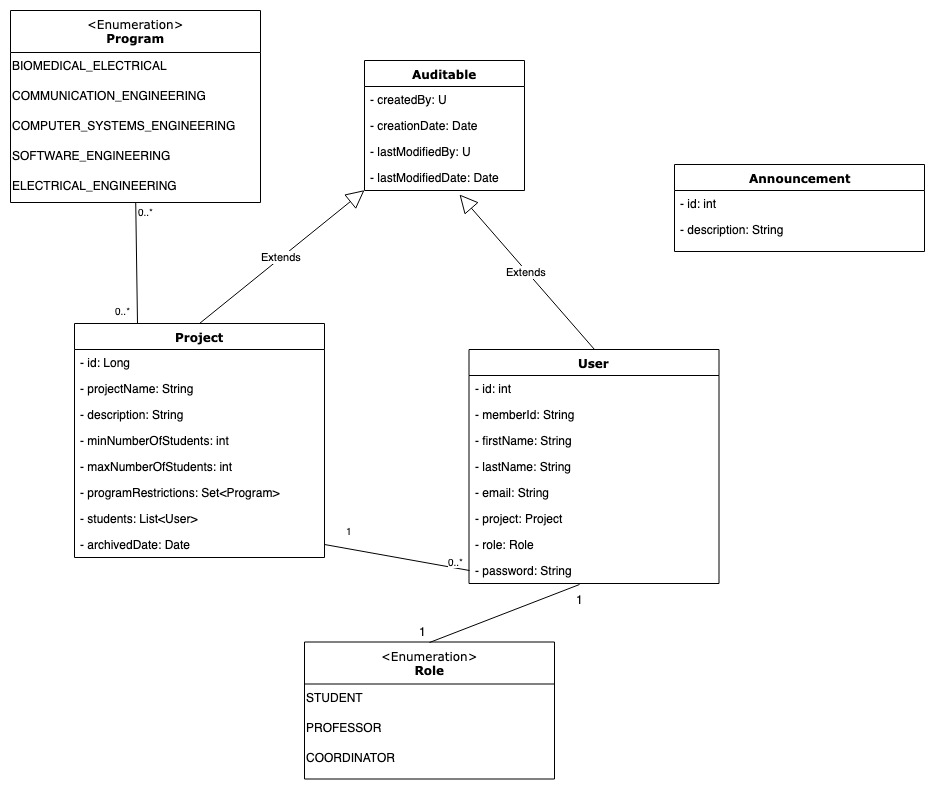 <Enumeration>
Program
BIOMEDICAL_ELECTRICAL
COMMUNICATION_ENGINEERING
COMPUTER_SYSTEMS_ENGINEERING
SOFTWARE_ENGINEERING
ELECTRICAL_ENGINEERING
0..*
0..*
Auditable
- createdBy: U
- creationDate: Date
- lastModifiedBy: U
- lastModifiedDate: Date
Announcement
- id: int
- description: String
Extends
Extends
Project
- id: Long
- projectName: String
- description: String
- minNumberOfStudents: int
- maxNumberOfStudents: int
- programRestrictions: Set<Program>
- students: List<User>
- archivedDate: Date
1
0..*
User
- id: int
- memberId: String
- firstName: String
- lastName: String
- email: String
- project: Project
- role: Role
- password: String
1
1
<Enumeration>
Role
STUDENT
PROFESSOR
COORDINATOR